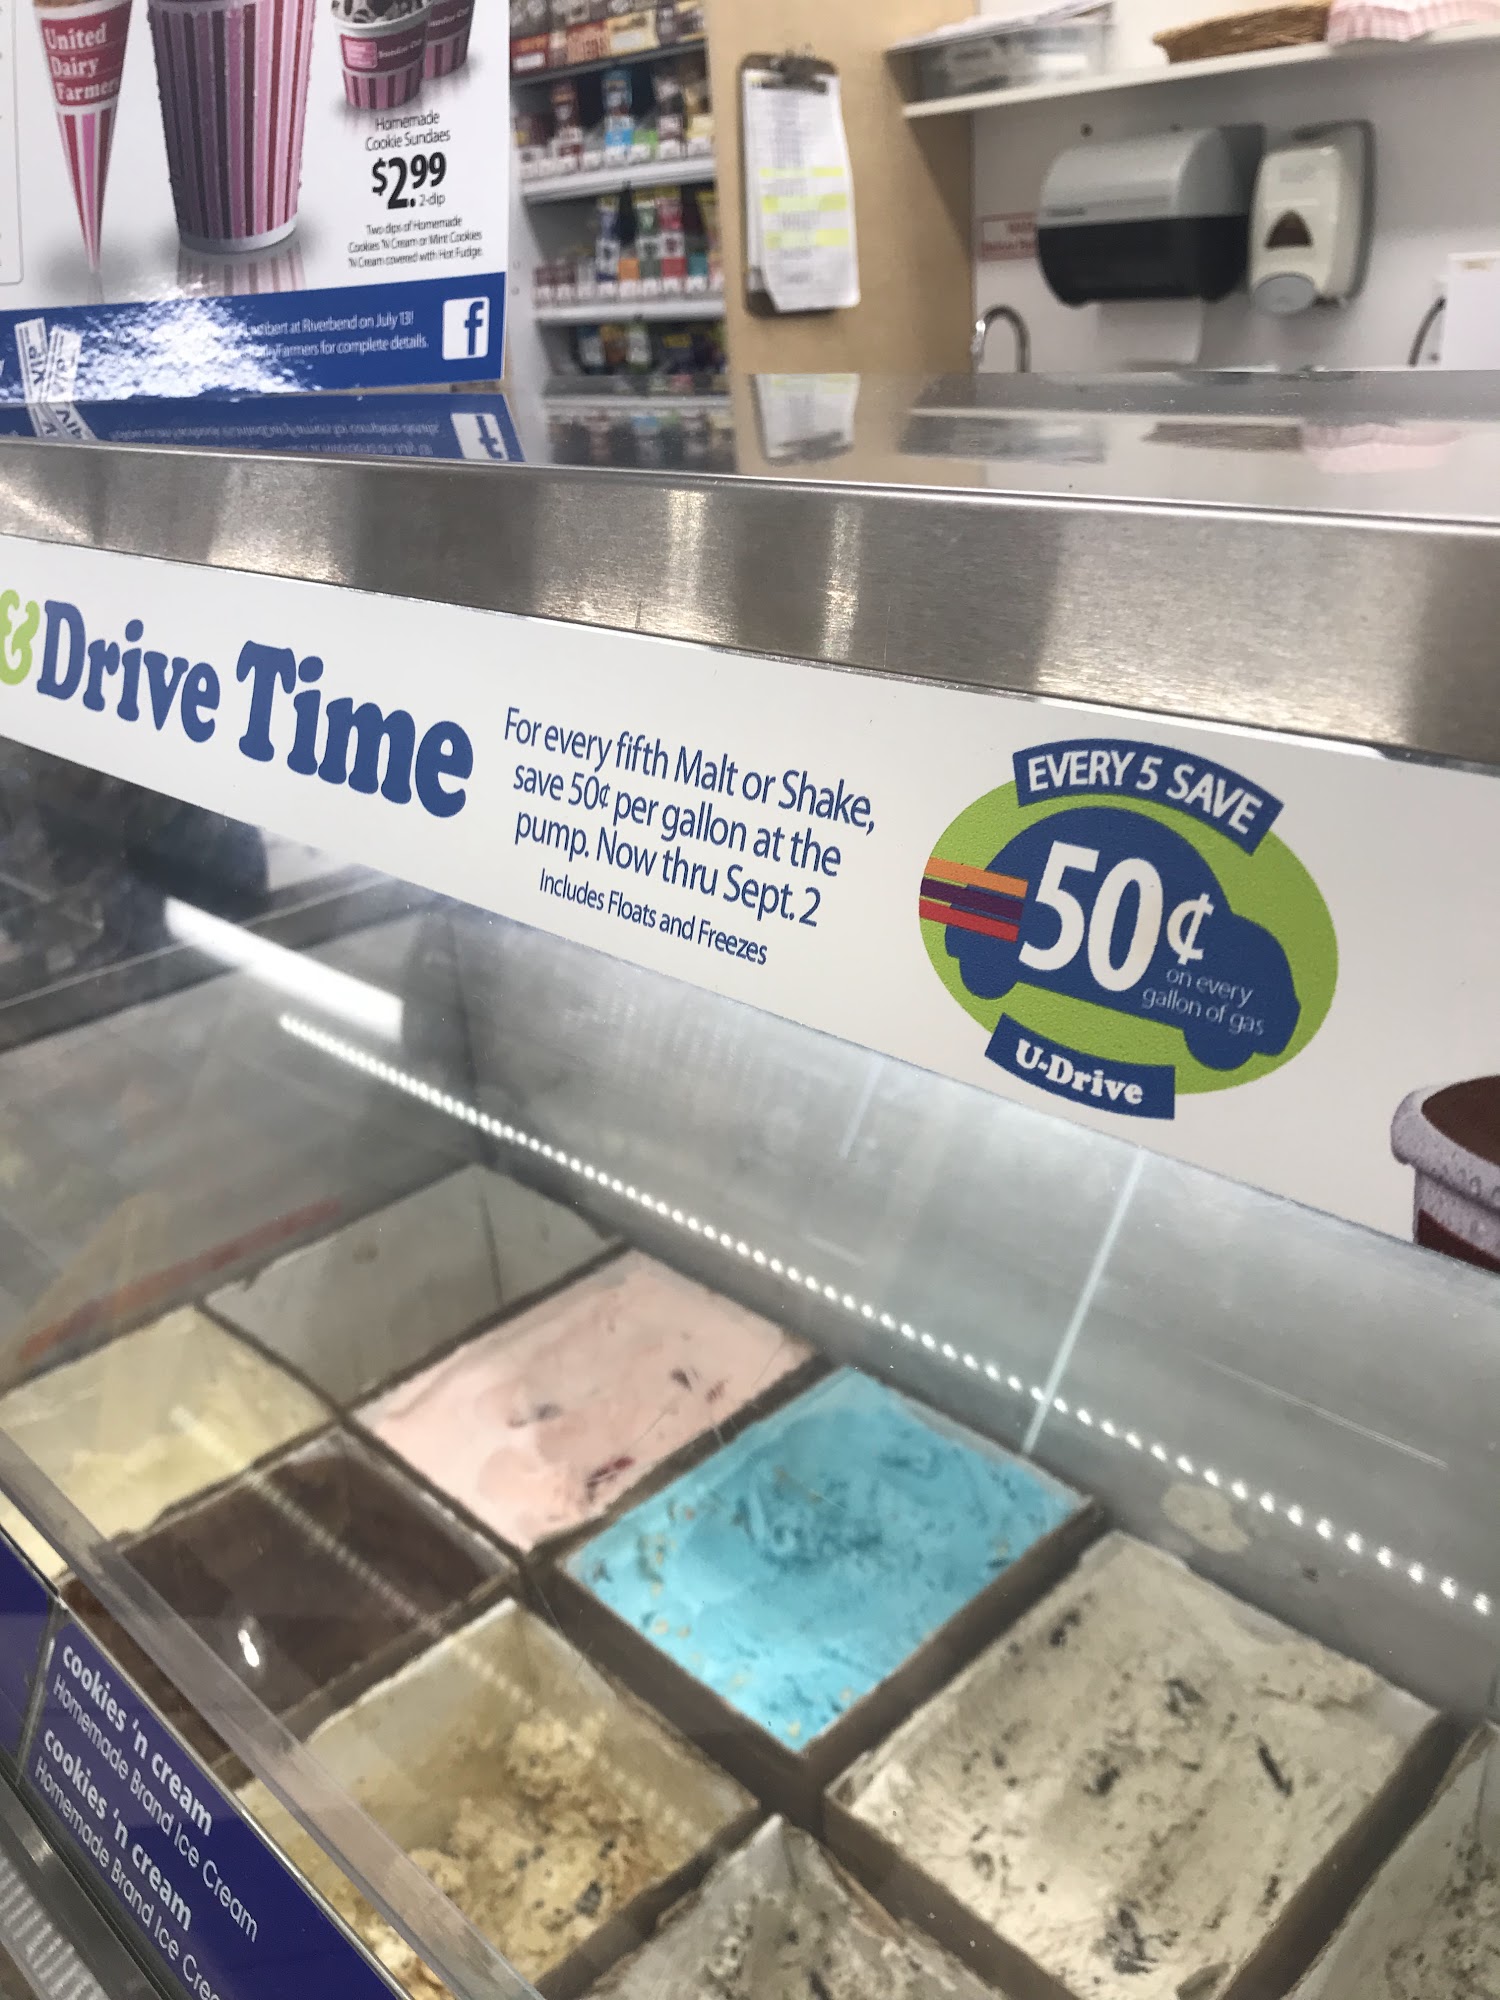 United
Dairy
Farmer
Homemade
Cookie Sundaes
$2.99
2-dip
Two dips of Homemade
Cookies 'N Cream or Mint Cookies
'N Cream covered with Hot Fudge.
at Riverbend on July 13!
Farmers for complete details.
f
& Drive Time
For every fifth Malt or Shake,
save 50¢ per gallon at the
pump. Now thru Sept. 2
Includes Floats and Freezes
EVERY 5 SAVE
50¢
on every
gallon of gas
U-Drive
cookies 'n cream
Homemade Brand Ice Cream
cookies 'n cream
Homemade Brand Ice Cre